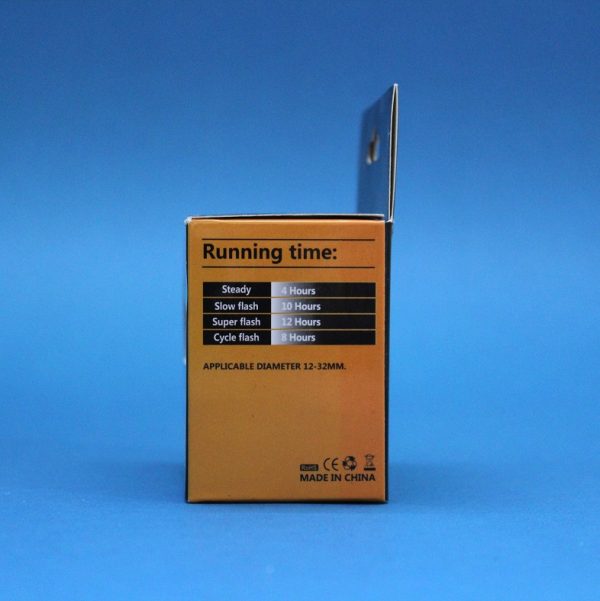 Running time:
Steady 4 Hours
Slow flash 10 Hours
Super flash 12 Hours
Cycle flash 8 Hours
APPLICABLE DIAMETER 12-32MM.
RoHS CE
MADE IN CHINA